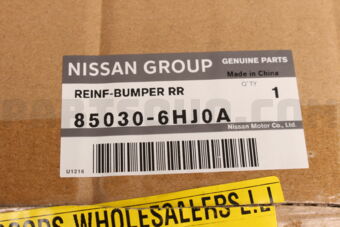 NISSAN GROUP
GENUINE PARTS
Made in China
REINF-BUMPER RR
Q'TY
1
85030-6HJ0A
Nissan Motor Co., Ltd.
U1216
WHOLESALERS L.L